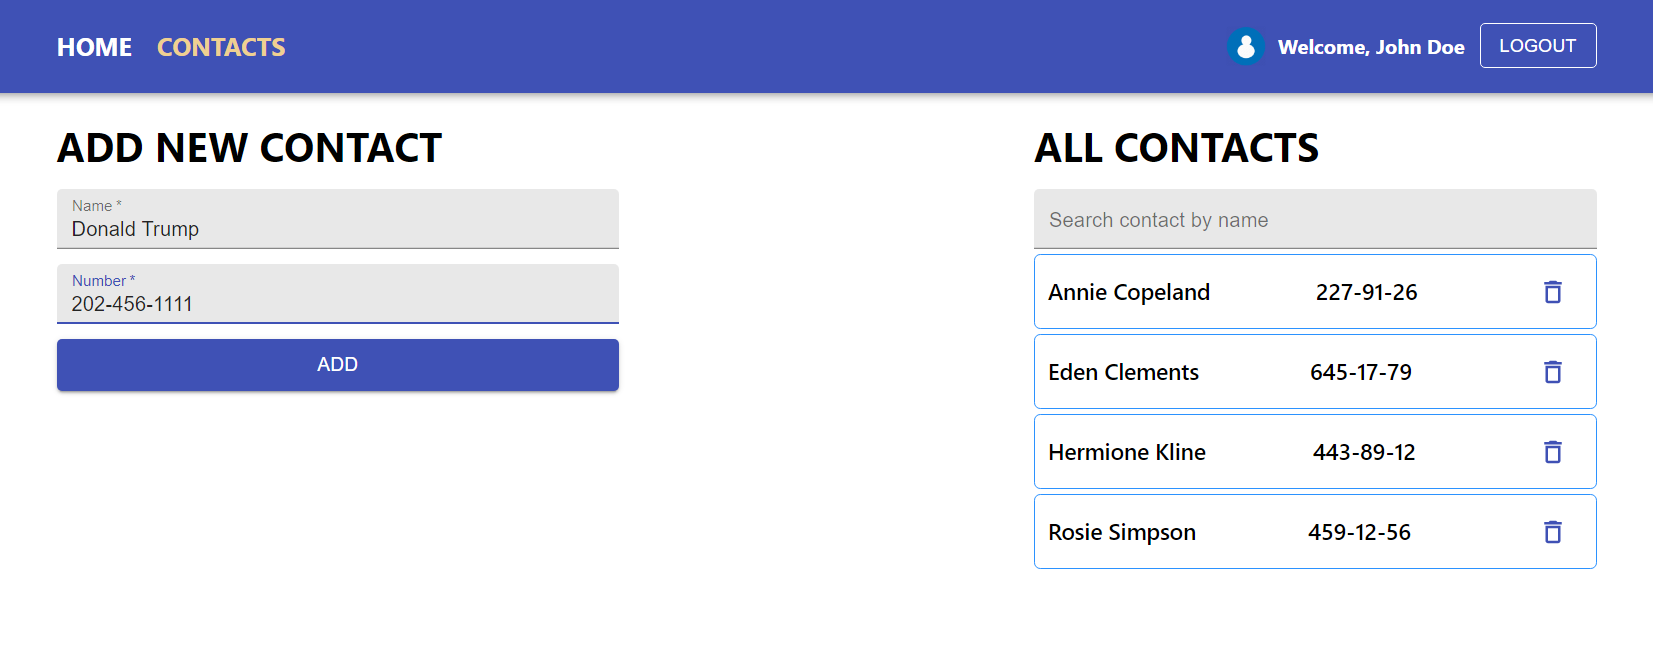 HOME CONTACTS Welcome, John Doe LOGOUT
ADD NEW CONTACT
Name *
Donald Trump
Number *
202-456-1111
ADD
ALL CONTACTS
Search contact by name
Annie Copeland 227-91-26
Eden Clements 645-17-79
Hermione Kline 443-89-12
Rosie Simpson 459-12-56